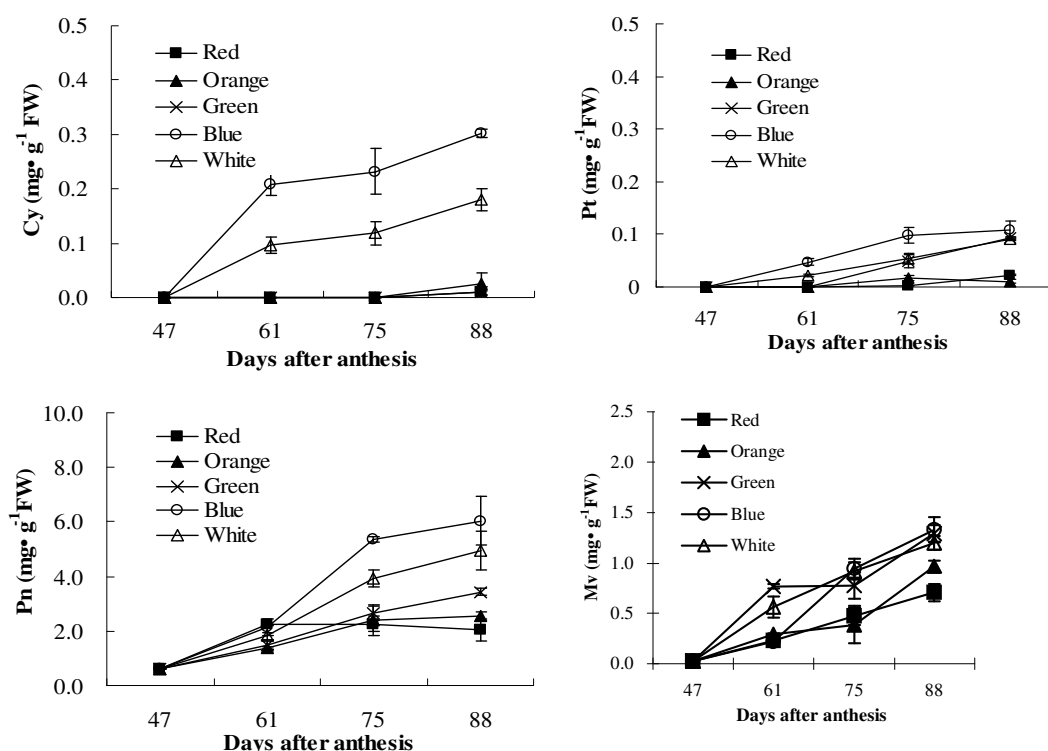 0.5
0.4
0.3
0.2
0.1
0.0
Cy (mg• g⁻¹ FW)
Red
Orange
Green
Blue
White
47 61 75 88
Days after anthesis
0.5
0.4
0.3
0.2
0.1
0
Pt (mg• g⁻¹ FW)
Red
Orange
Green
Blue
White
47 61 75 88
Days after anthesis
10.0
8.0
6.0
4.0
2.0
0.0
Pn (mg• g⁻¹FW)
Red
Orange
Green
Blue
White
47 61 75 88
Days after anthesis
2.5
2.0
1.5
1.0
0.5
0.0
Mv (mg• g⁻¹FW)
Red
Orange
Green
Blue
White
47 61 75 88
Days after anthesis